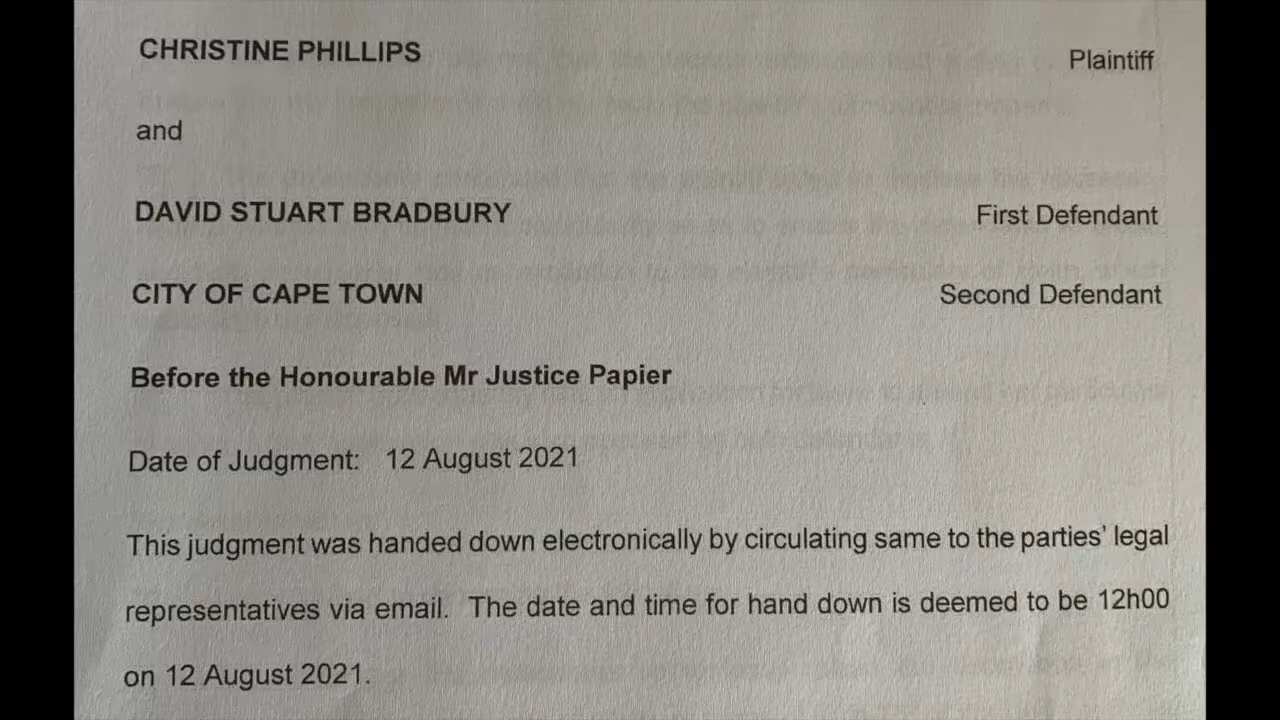 CHRISTINE PHILLIPS Plaintiff
and
DAVID STUART BRADBURY First Defendant
CITY OF CAPE TOWN Second Defendant
Before the Honourable Mr Justice Papier
Date of Judgment: 12 August 2021
This judgment was handed down electronically by circulating same to the parties' legal
representatives via email. The date and time for hand down is deemed to be 12h00
on 12 August 2021.